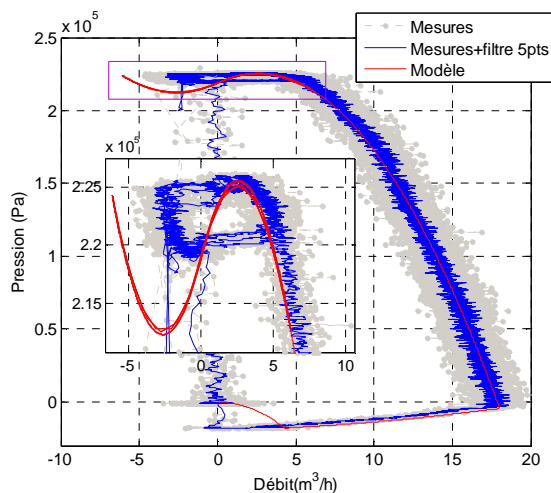 x 10^5
Mesures
Mesures+filtre 5pts
Modèle
2.5
2
1.5
1
0.5
0
-0.5
Pression (Pa)
x 10^5
2.25
2.2
2.15
-5 0 5 10
-10 -5 0 5 10 15 20
Débit(m^3/h)